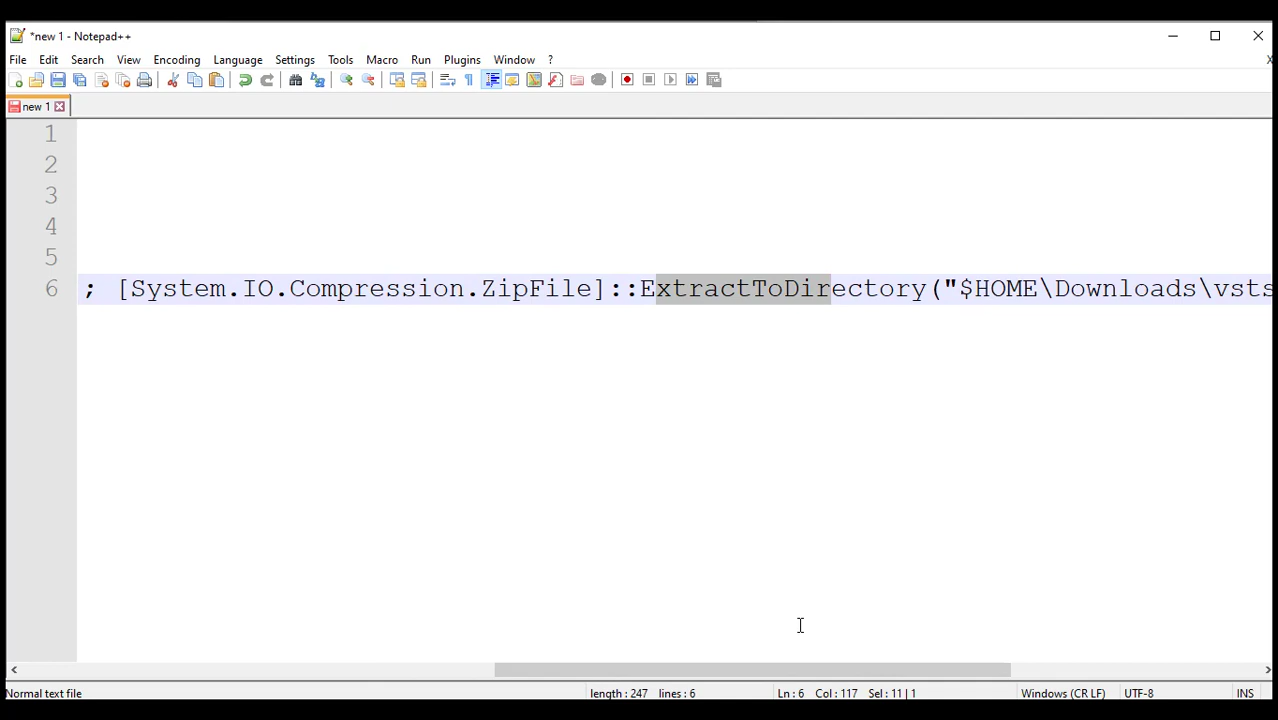 *new 1 - Notepad++
File Edit Search View Encoding Language Settings Tools Macro Run Plugins Window ? X
new 1
1
2
3
4
5
6 ; [System.IO.Compression.ZipFile]::ExtractToDirectory("$HOME\Downloads\vsts
Normal text file length : 247 lines : 6 Ln : 6 Col : 117 Sel : 11 | 1 Windows (CR LF) UTF-8 INS